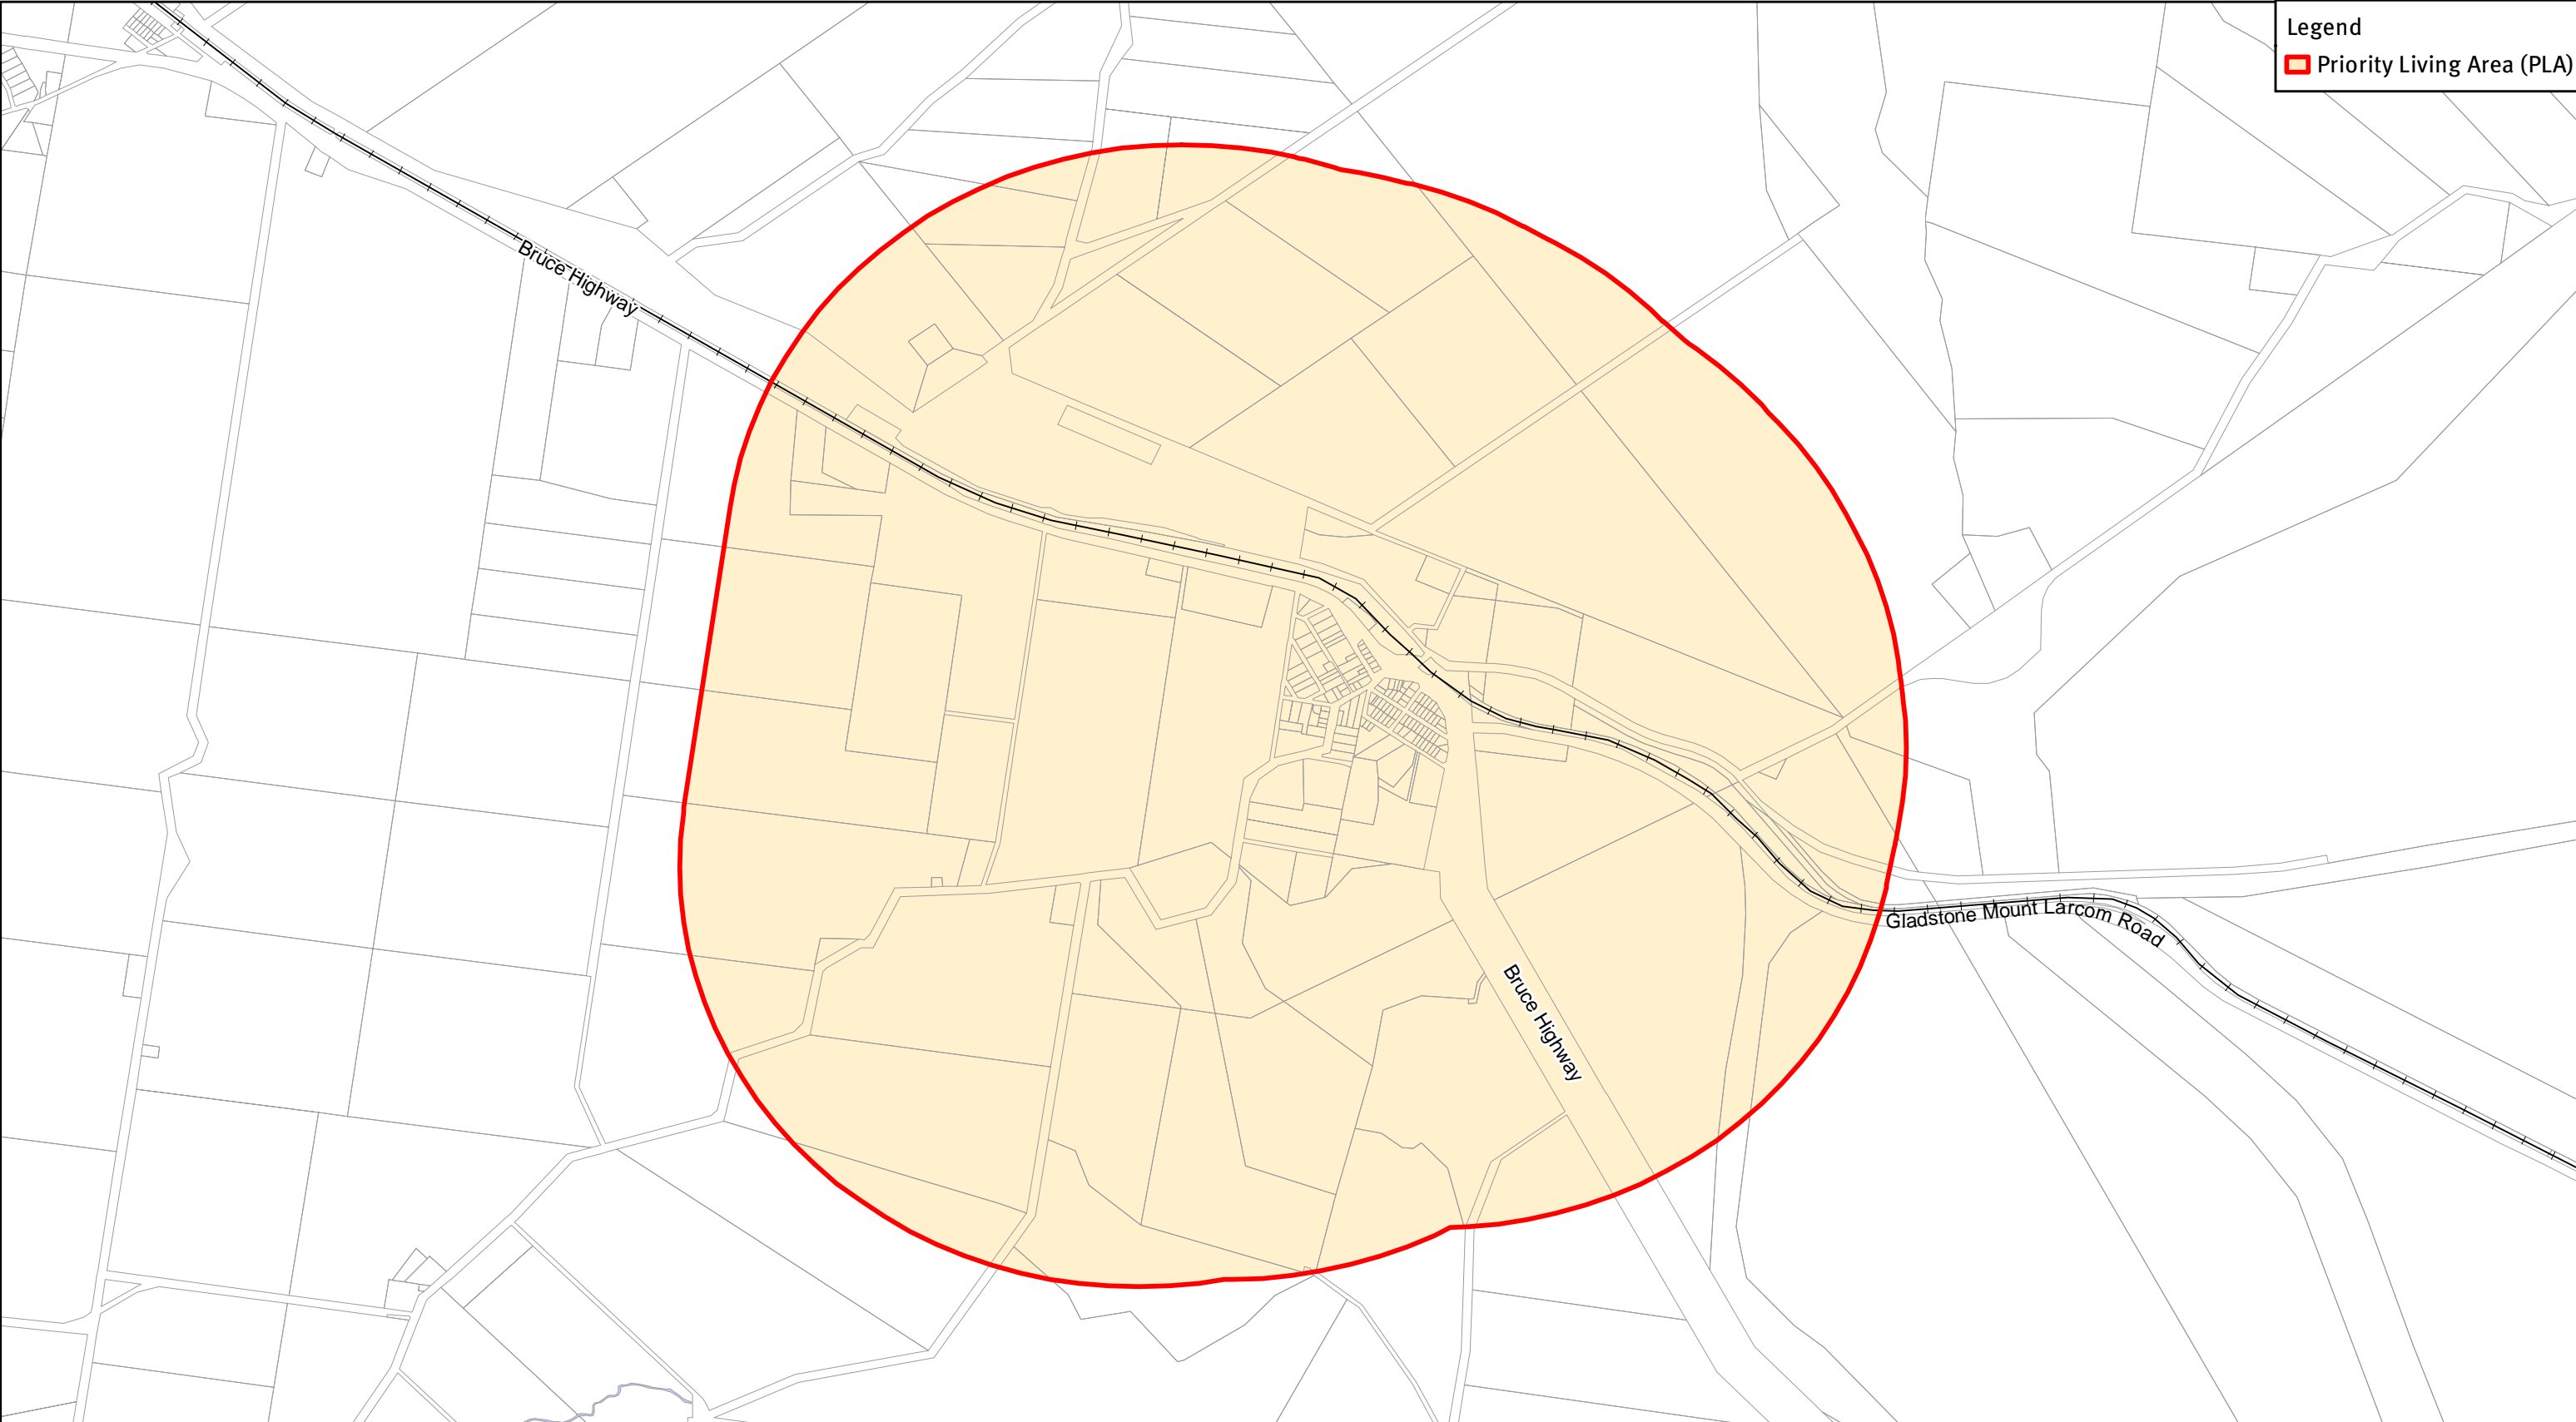 Legend
Priority Living Area (PLA)
Bruce Highway
Gladstone Mount Larcom Road
Bruce Highway